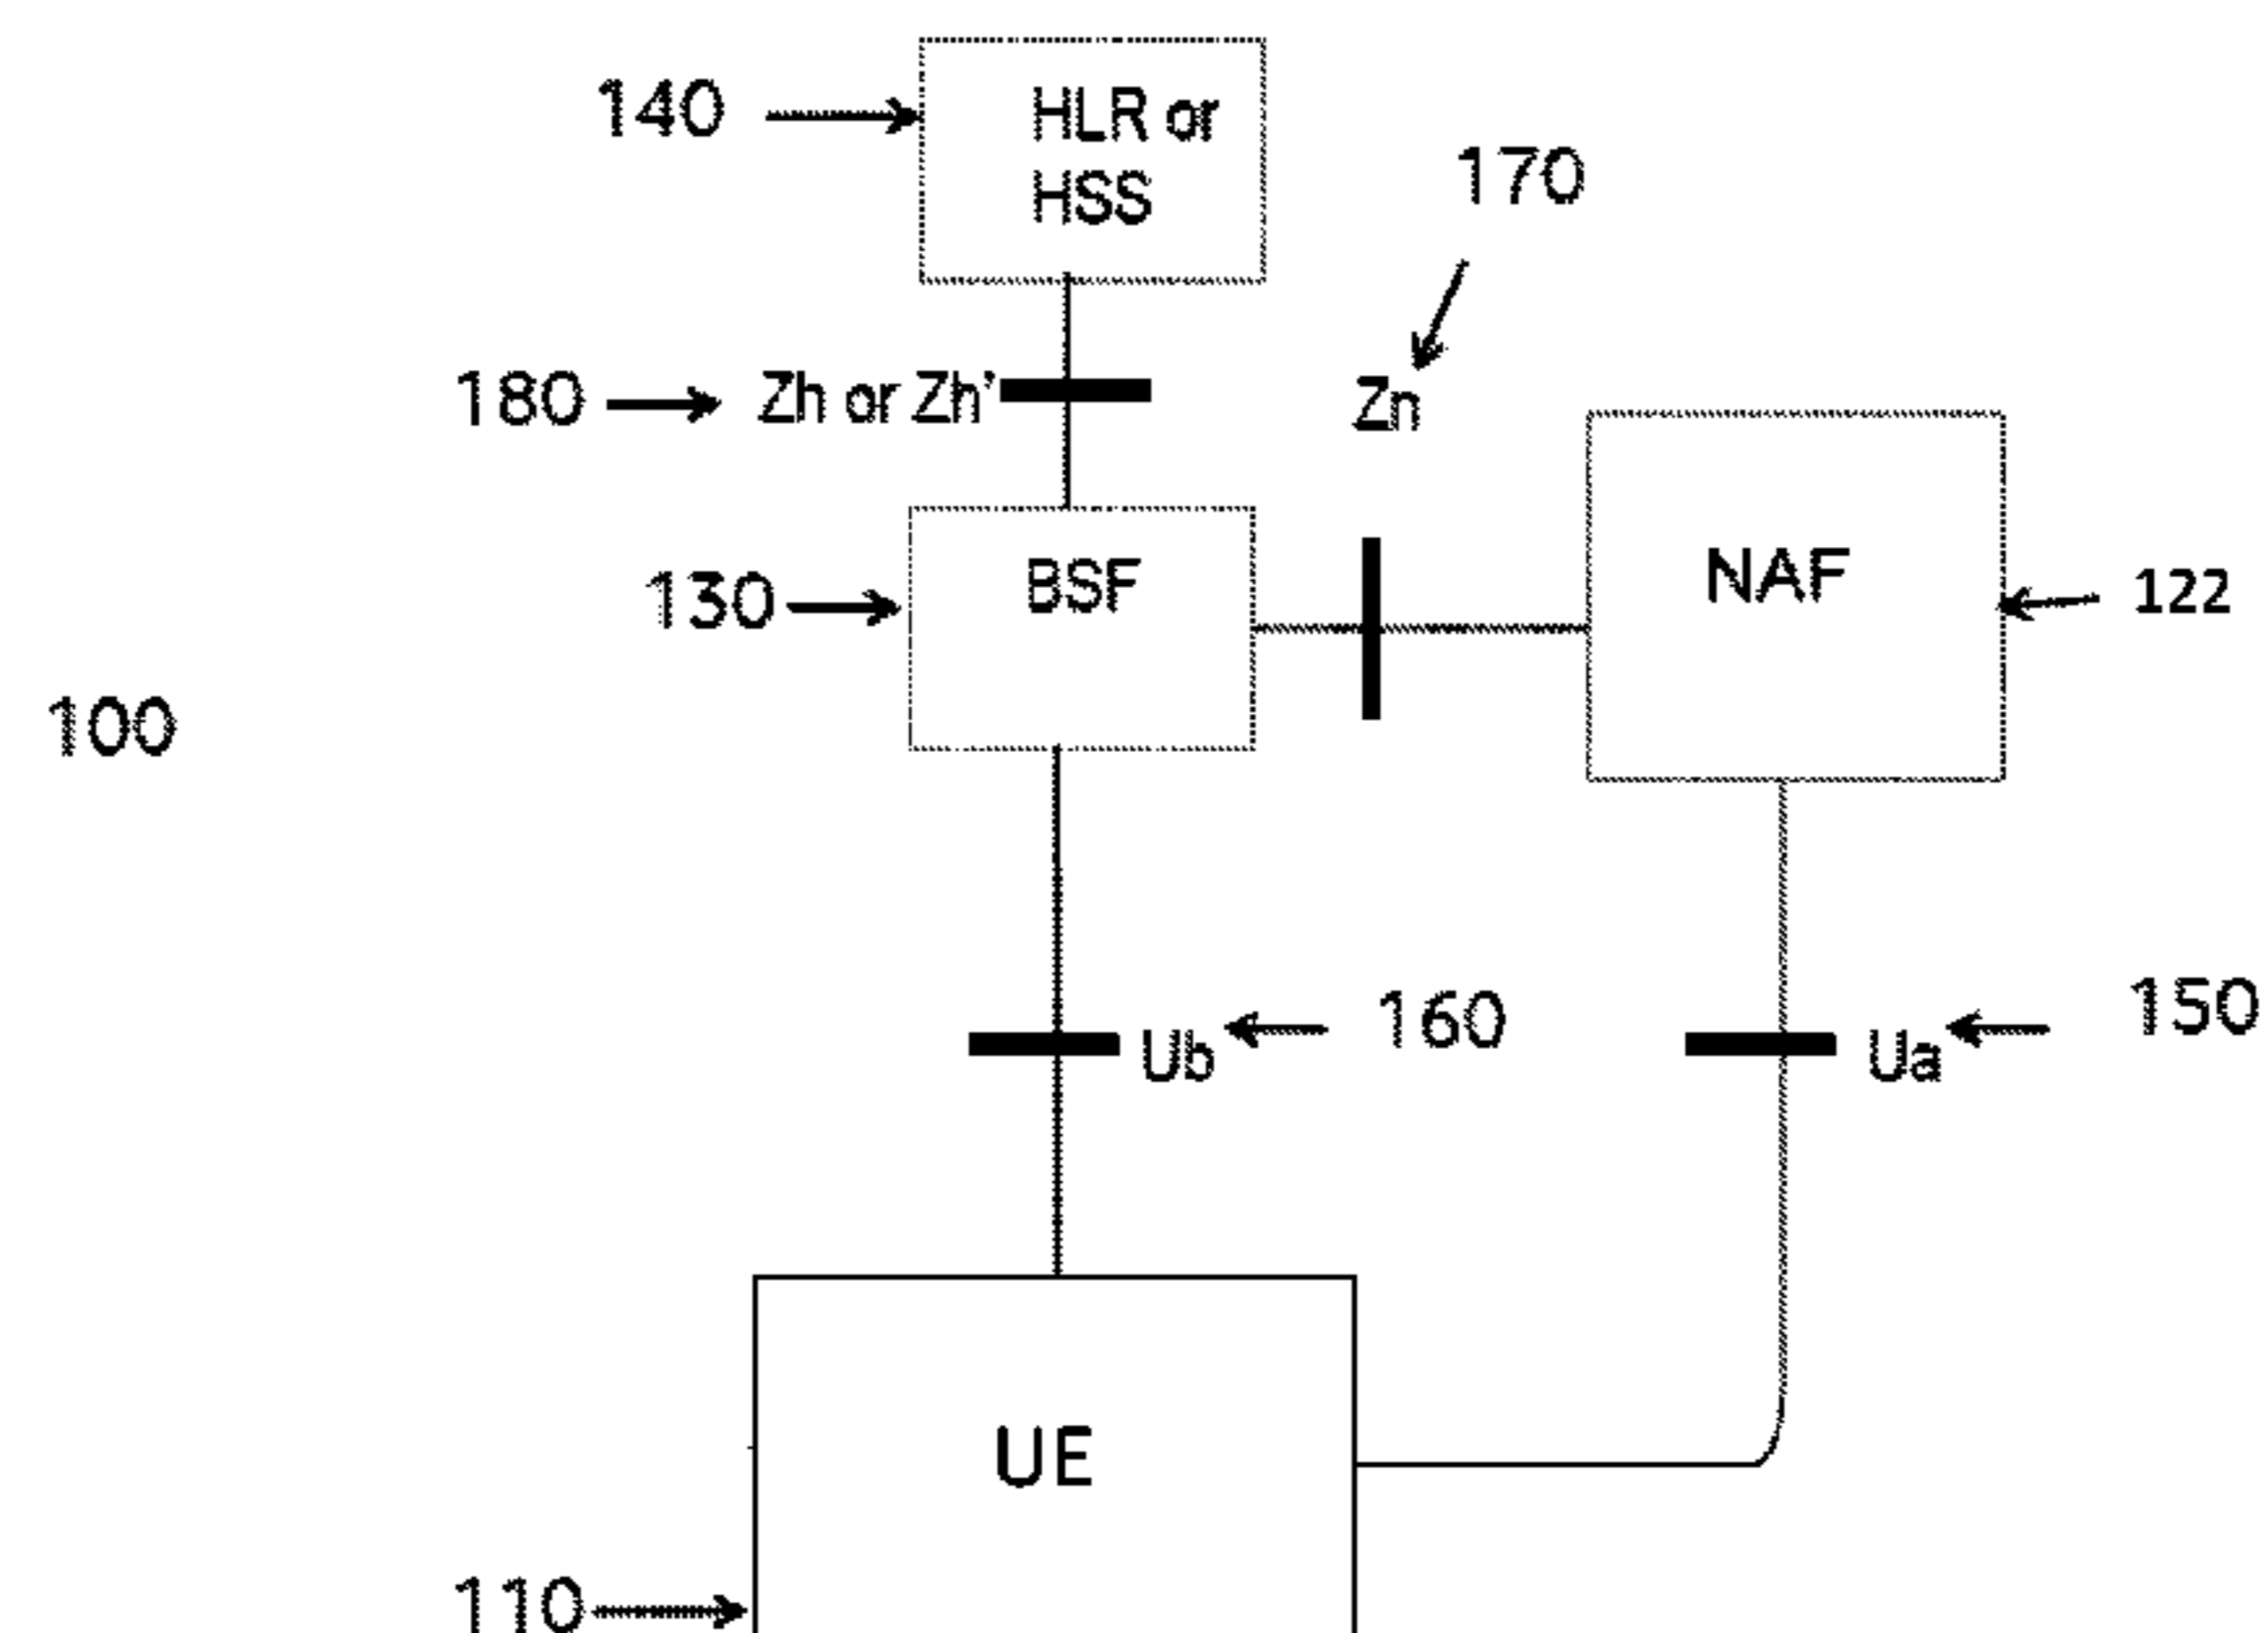 140
HLR or
HSS
170
180
Zh or Zh'
Zn
130
BSF
NAF
122
100
Ub
160
Ua
150
UE
110